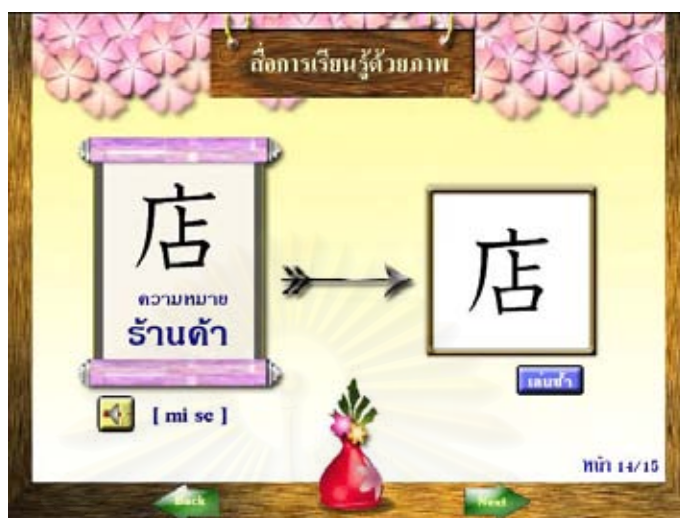 สื่อการเรียนรู้ด้วยภาพ
店
ความหมาย
ร้านค้า
店
เล่นซ้ำ
[ mi se ]
หน้า 14/15
Back
Next